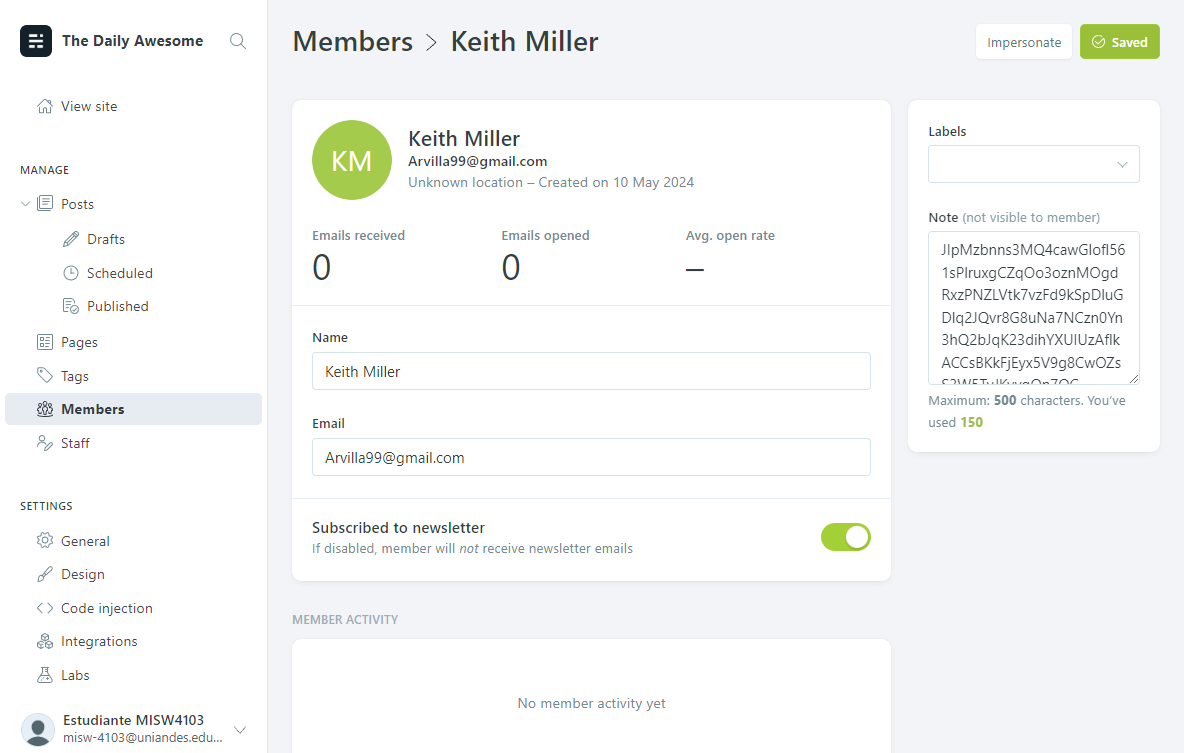 The Daily Awesome
View site
MANAGE
Posts
Drafts
Scheduled
Published
Pages
Tags
Members
Staff
SETTINGS
General
Design
Code injection
Integrations
Labs
Estudiante MISW4103
misw-4103@uniandes.edu...
Members > Keith Miller
Impersonate
Saved
KM
Keith Miller
Arvilla99@gmail.com
Unknown location – Created on 10 May 2024
Emails received
0
Emails opened
0
Avg. open rate
–
Name
Keith Miller
Email
Arvilla99@gmail.com
Subscribed to newsletter
If disabled, member will not receive newsletter emails
MEMBER ACTIVITY
No member activity yet
Labels
Note (not visible to member)
Maximum: 500 characters. You've
used 150